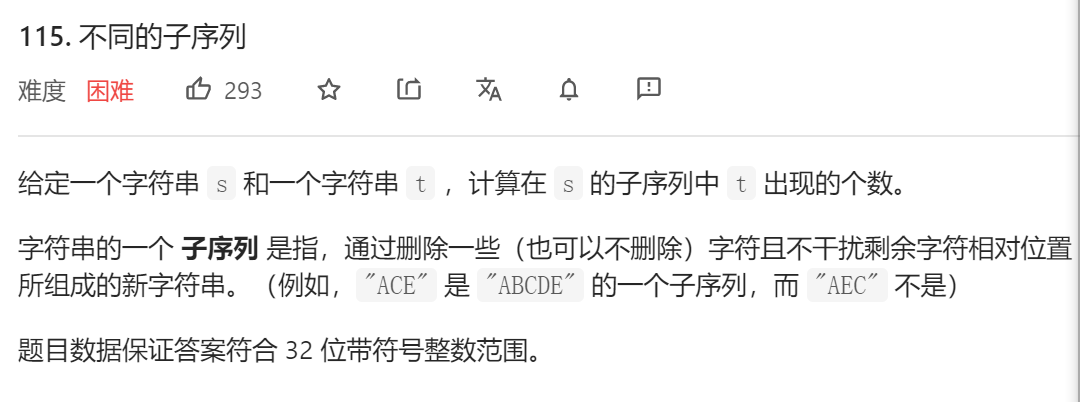 115. 不同的子序列
难度 困难 293
给定一个字符串 s 和一个字符串 t ，计算在 s 的子序列中 t 出现的个数。
字符串的一个 子序列 是指，通过删除一些（也可以不删除）字符且不干扰剩余字符相对位置
所组成的新字符串。（例如，"ACE" 是 "ABCDE" 的一个子序列，而 "AEC" 不是）
题目数据保证答案符合 32 位带符号整数范围。